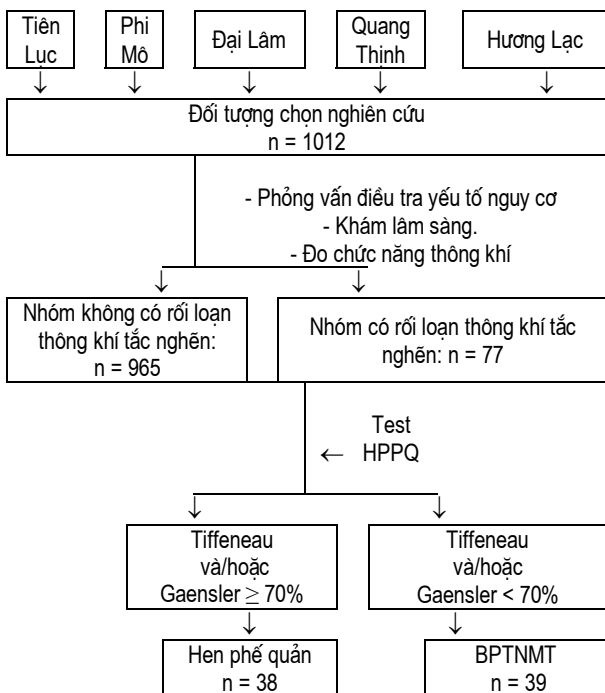 Tiên
Lục
Phi
Mô
Đại Lâm
Quang
Thịnh
Hương Lạc
↓ ↓ ↓ ↓ ↓
Đối tượng chọn nghiên cứu
n = 1012
- Phỏng vấn điều tra yếu tố nguy cơ
- Khám lâm sàng.
- Đo chức năng thông khí
↓ ↓
Nhóm không có rối loạn
thông khí tắc nghẽn:
n = 965
Nhóm có rối loạn thông khí tắc
nghẽn: n = 77
Test
← HPPQ
↓ ↓
Tiffeneau
và/hoặc
Gaensler ≥ 70%
Tiffeneau
và/hoặc
Gaensler < 70%
↓ ↓
Hen phế quản
n = 38
BPTNMT
n = 39